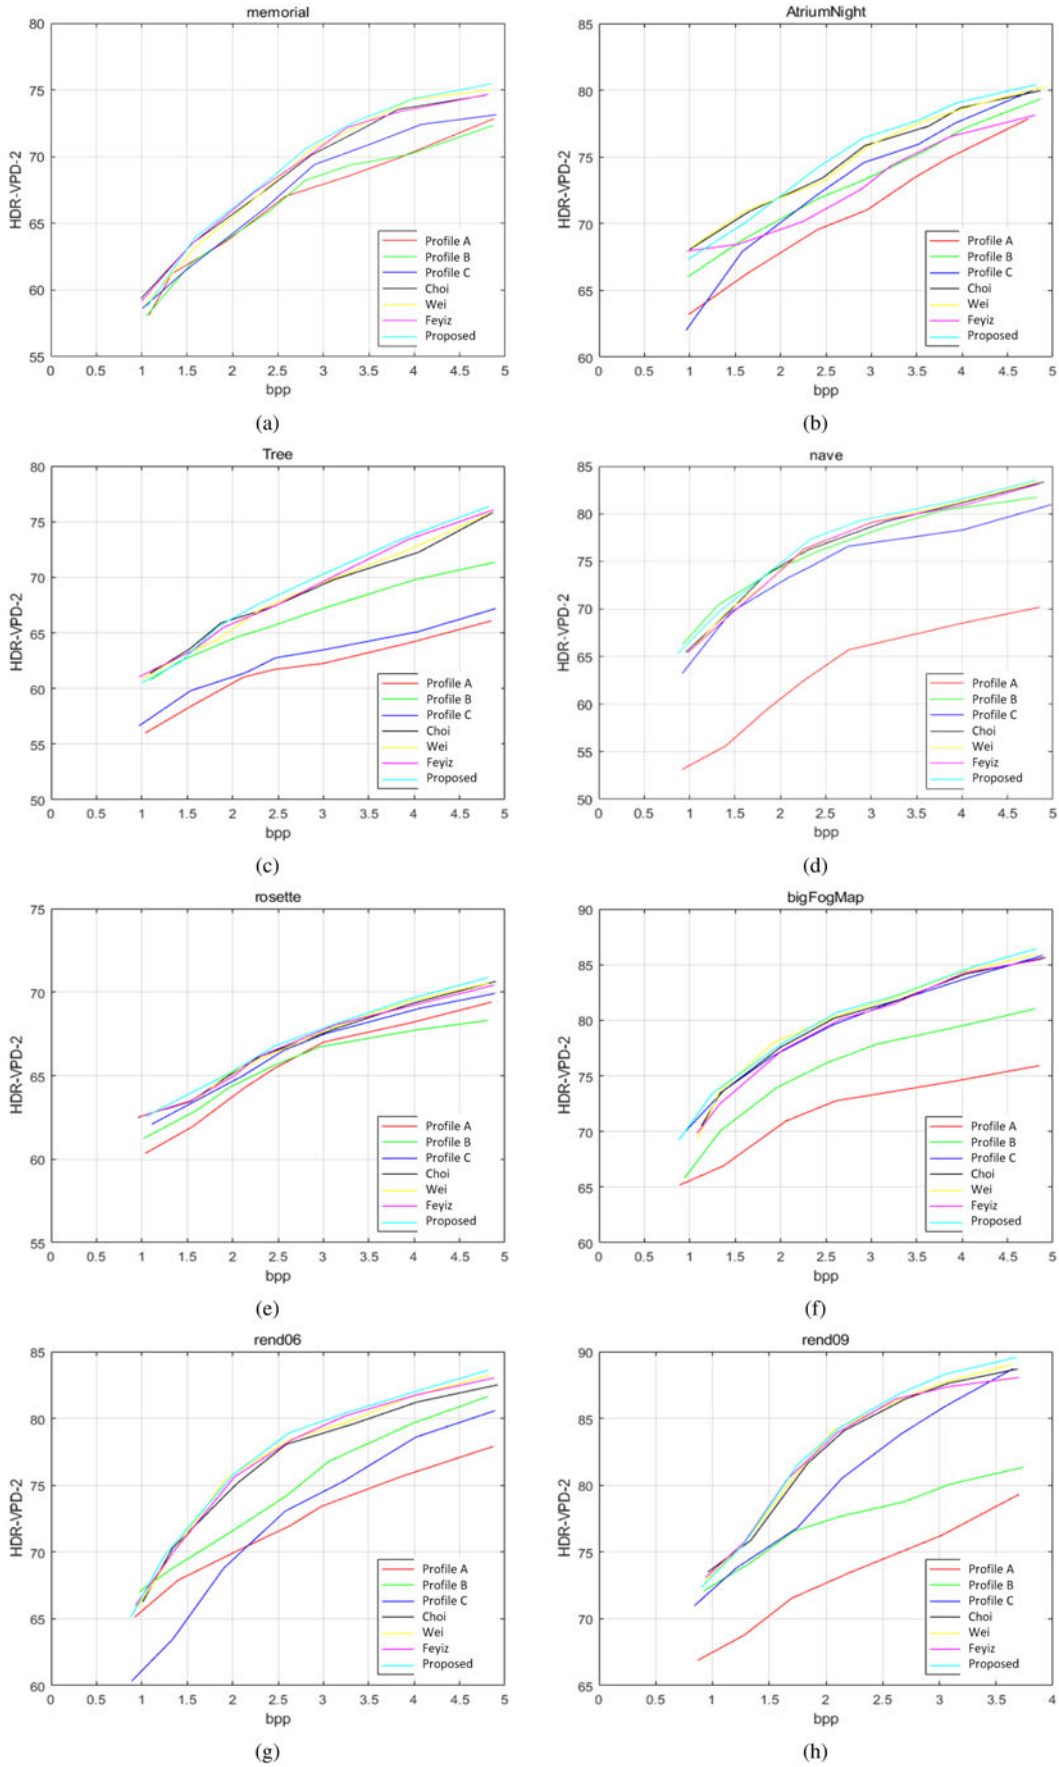 memorial
80
75
70
65
60
55
HDR-VPD-2
0 0.5 1 1.5 2 2.5 3 3.5 4 4.5 5
bpp
Profile A
Profile B
Profile C
Choi
Wei
Feyiz
Proposed
(a)
AtriumNight
85
80
75
70
65
60
HDR-VPD-2
0 0.5 1 1.5 2 2.5 3 3.5 4 4.5 5
bpp
Profile A
Profile B
Profile C
Choi
Wei
Feyiz
Proposed
(b)
Tree
80
75
70
65
60
55
50
HDR-VPD-2
0 0.5 1 1.5 2 2.5 3 3.5 4 4.5 5
bpp
Profile A
Profile B
Profile C
Choi
Wei
Feyiz
Proposed
(c)
nave
85
80
75
70
65
60
55
50
HDR-VPD-2
0 0.5 1 1.5 2 2.5 3 3.5 4 4.5 5
bpp
Profile A
Profile B
Profile C
Choi
Wei
Feyiz
Proposed
(d)
rosette
75
70
65
60
55
HDR-VPD-2
0 0.5 1 1.5 2 2.5 3 3.5 4 4.5 5
bpp
Profile A
Profile B
Profile C
Choi
Wei
Feyiz
Proposed
(e)
bigFogMap
90
85
80
75
70
65
60
HDR-VPD-2
0 0.5 1 1.5 2 2.5 3 3.5 4 4.5 5
bpp
Profile A
Profile B
Profile C
Choi
Wei
Feyiz
Proposed
(f)
rend06
85
80
75
70
65
60
HDR-VPD-2
0 0.5 1 1.5 2 2.5 3 3.5 4 4.5 5
bpp
Profile A
Profile B
Profile C
Choi
Wei
Feyiz
Proposed
(g)
rend09
90
85
80
75
70
65
HDR-VPD-2
0 0.5 1 1.5 2 2.5 3 3.5 4
bpp
Profile A
Profile B
Profile C
Choi
Wei
Feyiz
Proposed
(h)